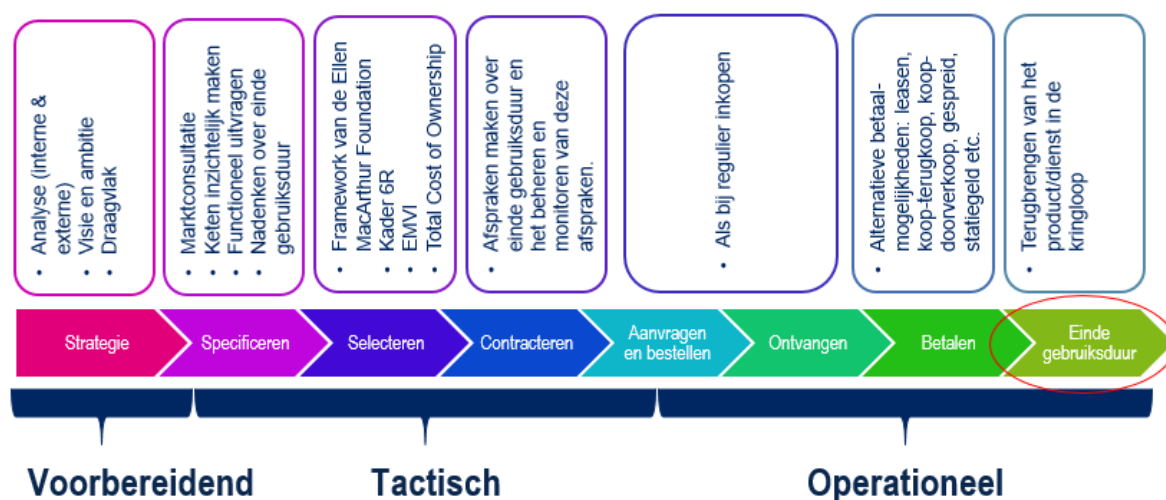 • Analyse (interne &
externe)
• Visie en ambitie
• Draagvlak
• Marktconsultatie
• Keten inzichtelijk maken
• Functioneel uitvragen
• Nadenken over einde
gebruiksduur
• Framework van de Ellen
MacArthur Foundation
• Kader 6R
• EMVI
• Total Cost of Ownership
• Afspraken maken over
einde gebruiksduur en
het beheren en
monitoren van deze
afspraken.
• Als bij regulier inkopen
• Alternatieve betaal-
mogelijkheden: leasen,
koop-terugkoop, koop-
doorverkoop, gespreid,
statiegeld etc.
• Terugbrengen van het
product/dienst in de
kringloop
Strategie
Specificeren
Selecteren
Contracteren
Aanvragen
en bestellen
Ontvangen
Betalen
Einde
gebruiksduur
Voorbereidend
Tactisch
Operationeel